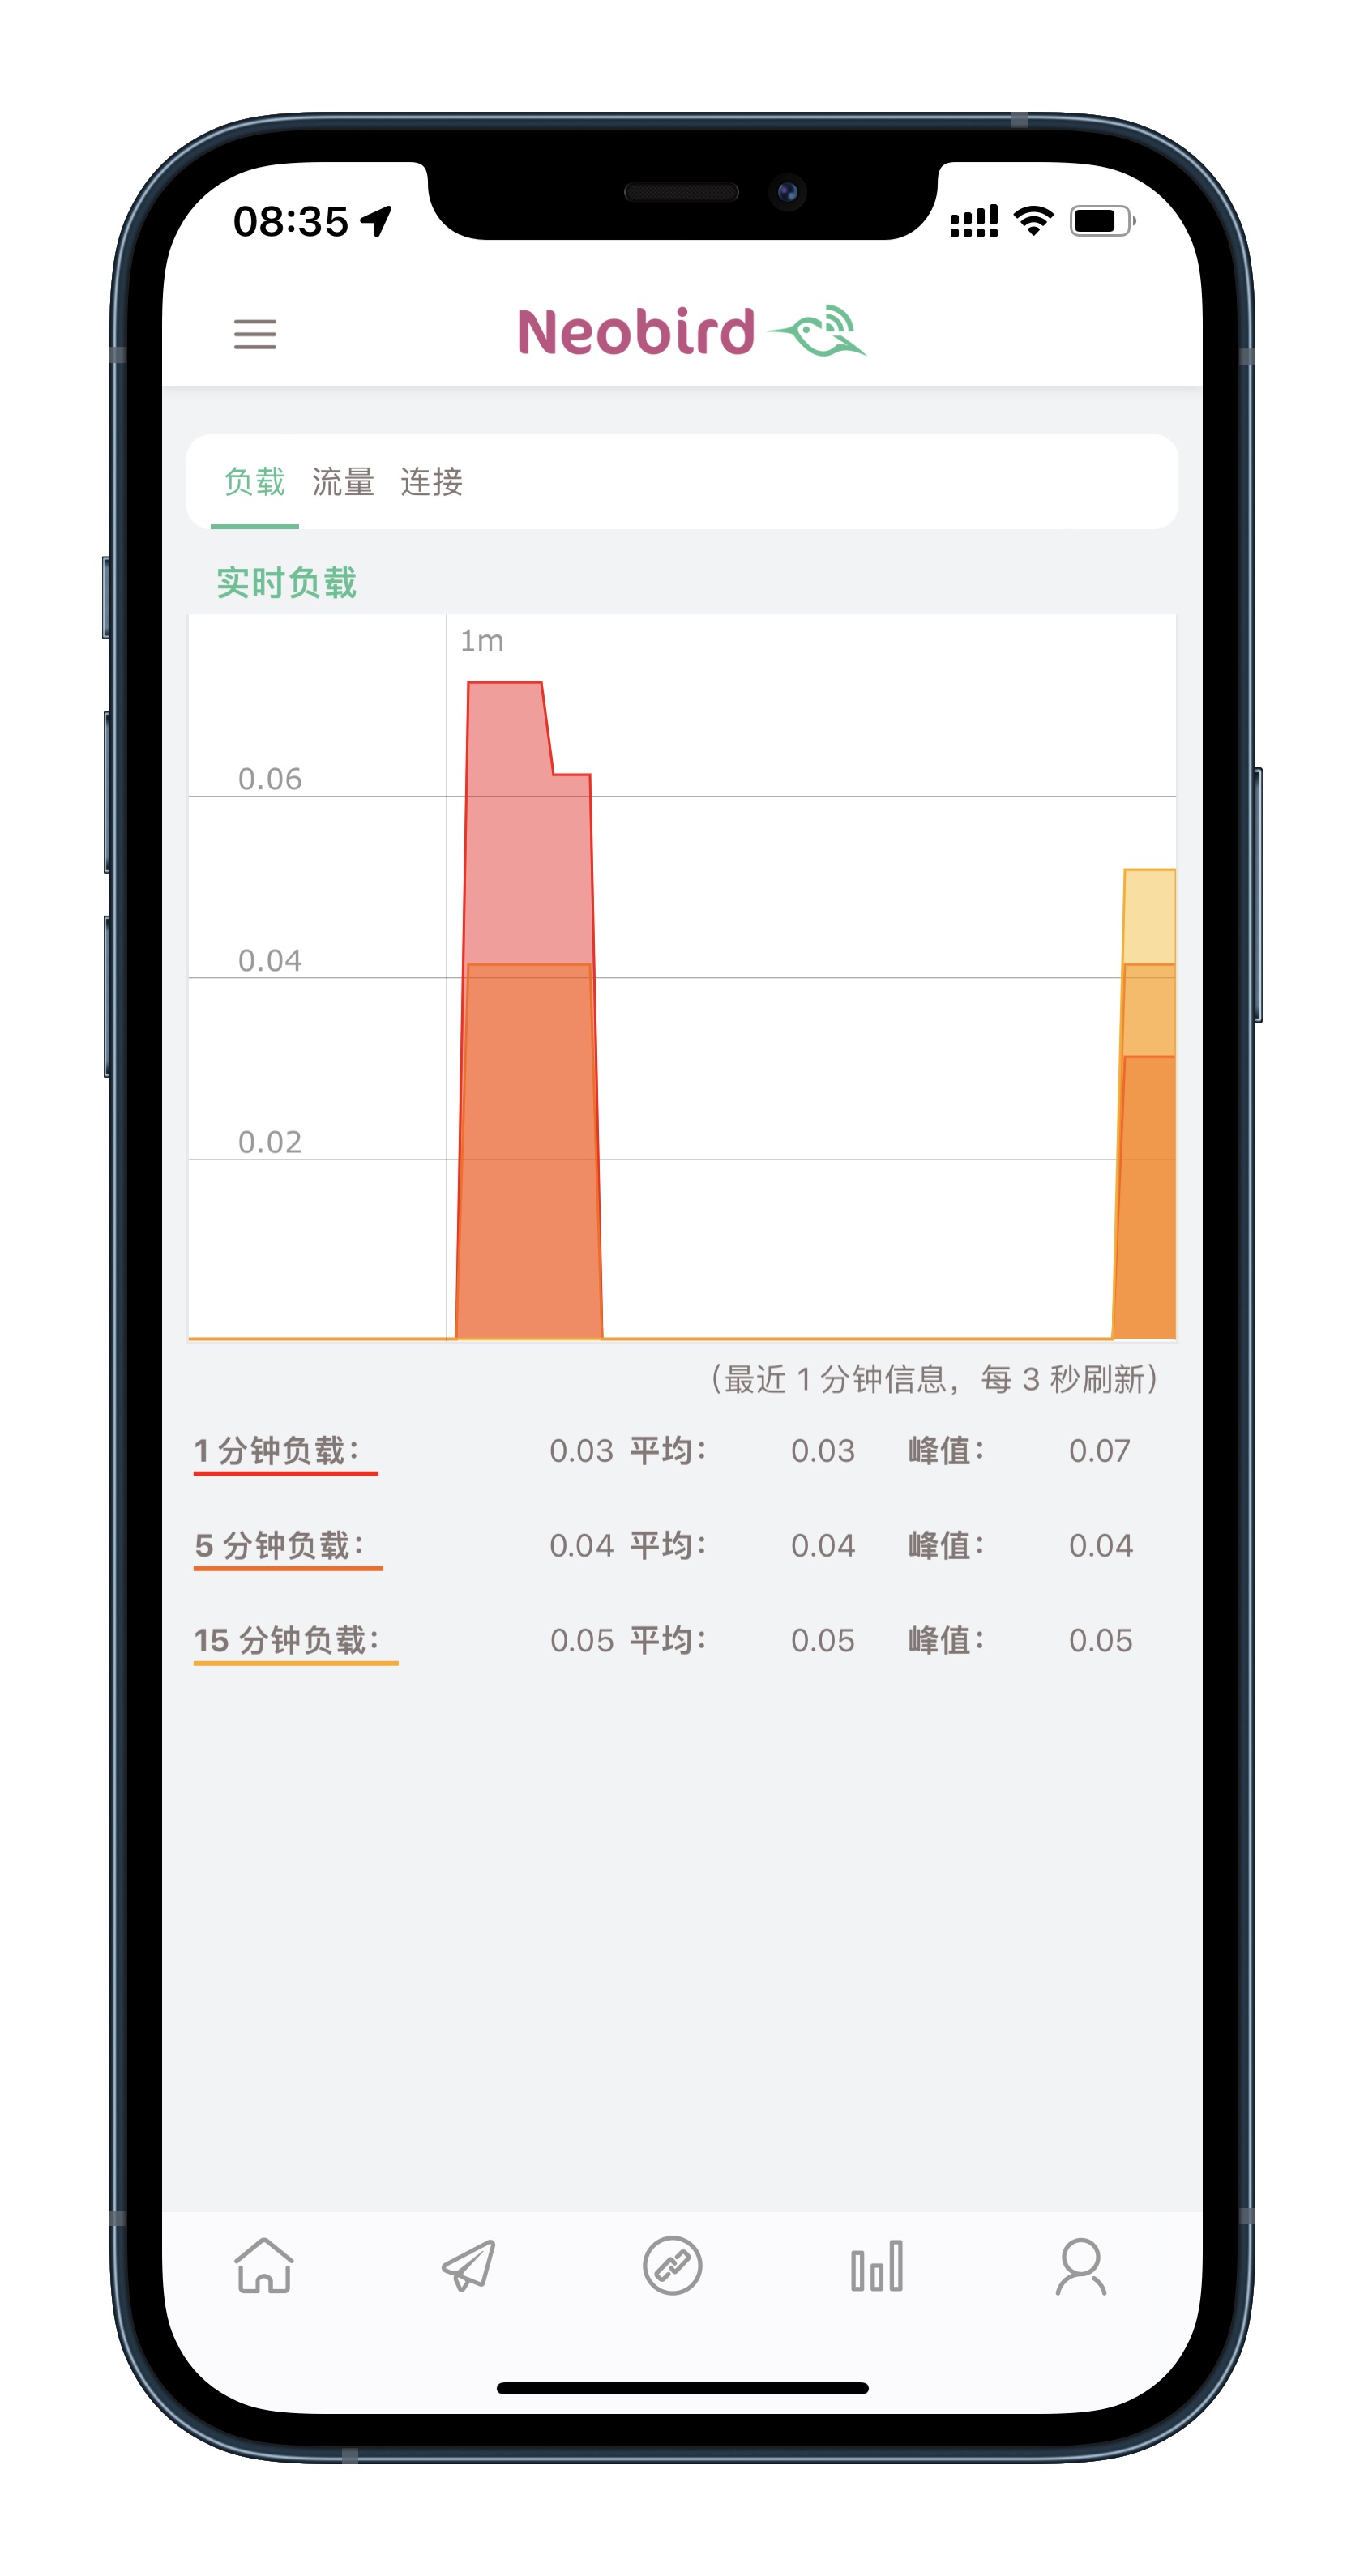 08:35
Neobird
负载 流量 连接
实时负载
1m
0.06
0.04
0.02
（最近 1 分钟信息，每 3 秒刷新）
1 分钟负载： 0.03 平均： 0.03 峰值： 0.07
5 分钟负载： 0.04 平均： 0.04 峰值： 0.04
15 分钟负载： 0.05 平均： 0.05 峰值： 0.05